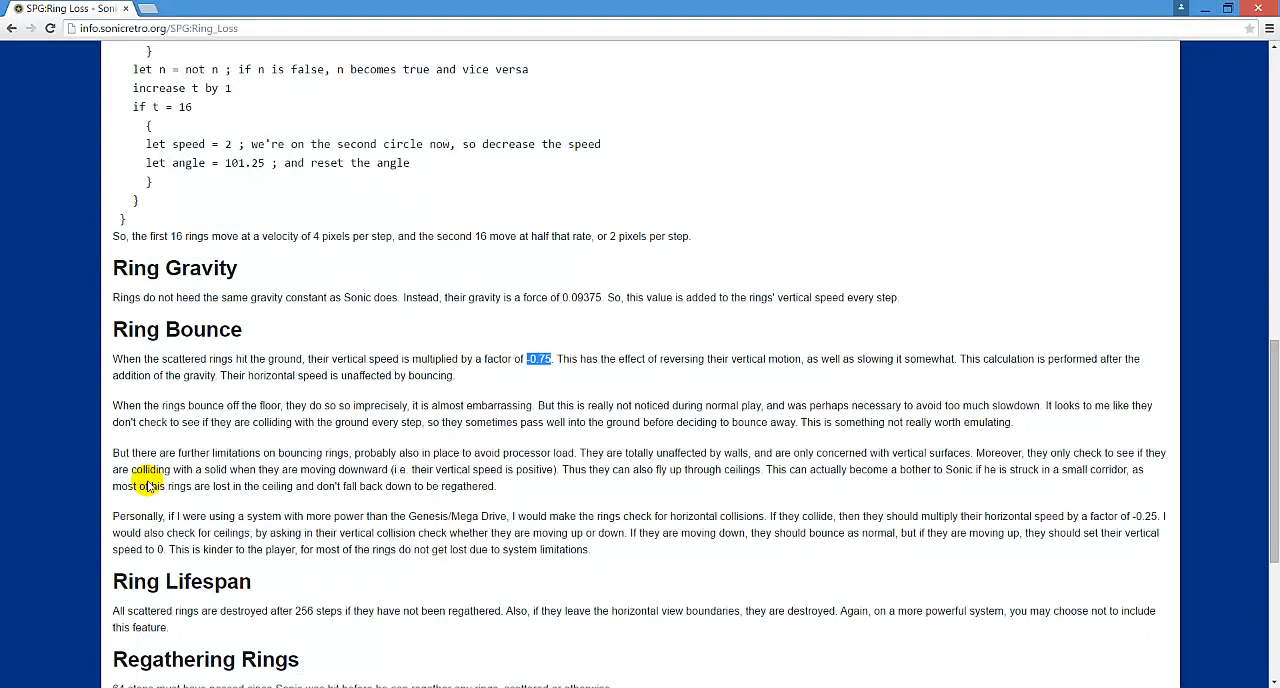 SPG:Ring Loss - Soni
info.sonicretro.org/SPG:Ring_Loss
}
let n = not n ; if n is false, n becomes true and vice versa
increase t by 1
if t = 16
{
let speed = 2 ; we're on the second circle now, so decrease the speed
let angle = 101.25 ; and reset the angle
}
}
}
So, the first 16 rings move at a velocity of 4 pixels per step, and the second 16 move at half that rate, or 2 pixels per step.
Ring Gravity
Rings do not heed the same gravity constant as Sonic does. Instead, their gravity is a force of 0.09375. So, this value is added to the rings' vertical speed every step.
Ring Bounce
When the scattered rings hit the ground, their vertical speed is multiplied by a factor of -0.75. This has the effect of reversing their vertical motion, as well as slowing it somewhat. This calculation is performed after the
addition of the gravity. Their horizontal speed is unaffected by bouncing.
When the rings bounce off the floor, they do so so imprecisely, it is almost embarrassing. But this is really not noticed during normal play, and was perhaps necessary to avoid too much slowdown. It looks to me like they
don't check to see if they are colliding with the ground every step, so they sometimes pass well into the ground before deciding to bounce away. This is something not really worth emulating.
But there are further limitations on bouncing rings, probably also in place to avoid processor load. They are totally unaffected by walls, and are only concerned with vertical surfaces. Moreover, they only check to see if they
are colliding with a solid when they are moving downward (i.e. their vertical speed is positive). Thus they can also fly up through ceilings. This can actually become a bother to Sonic if he is struck in a small corridor, as
most of his rings are lost in the ceiling and don't fall back down to be regathered.
Personally, if I were using a system with more power than the Genesis/Mega Drive, I would make the rings check for horizontal collisions. If they collide, then they should multiply their horizontal speed by a factor of -0.25. I
would also check for ceilings, by asking in their vertical collision check whether they are moving up or down. If they are moving down, they should bounce as normal, but if they are moving up, they should set their vertical
speed to 0. This is kinder to the player, for most of the rings do not get lost due to system limitations.
Ring Lifespan
All scattered rings are destroyed after 256 steps if they have not been regathered. Also, if they leave the horizontal view boundaries, they are destroyed. Again, on a more powerful system, you may choose not to include
this feature.
Regathering Rings
64 steps must have passed since Sonic was hit before he can regather any rings, scattered or otherwise.